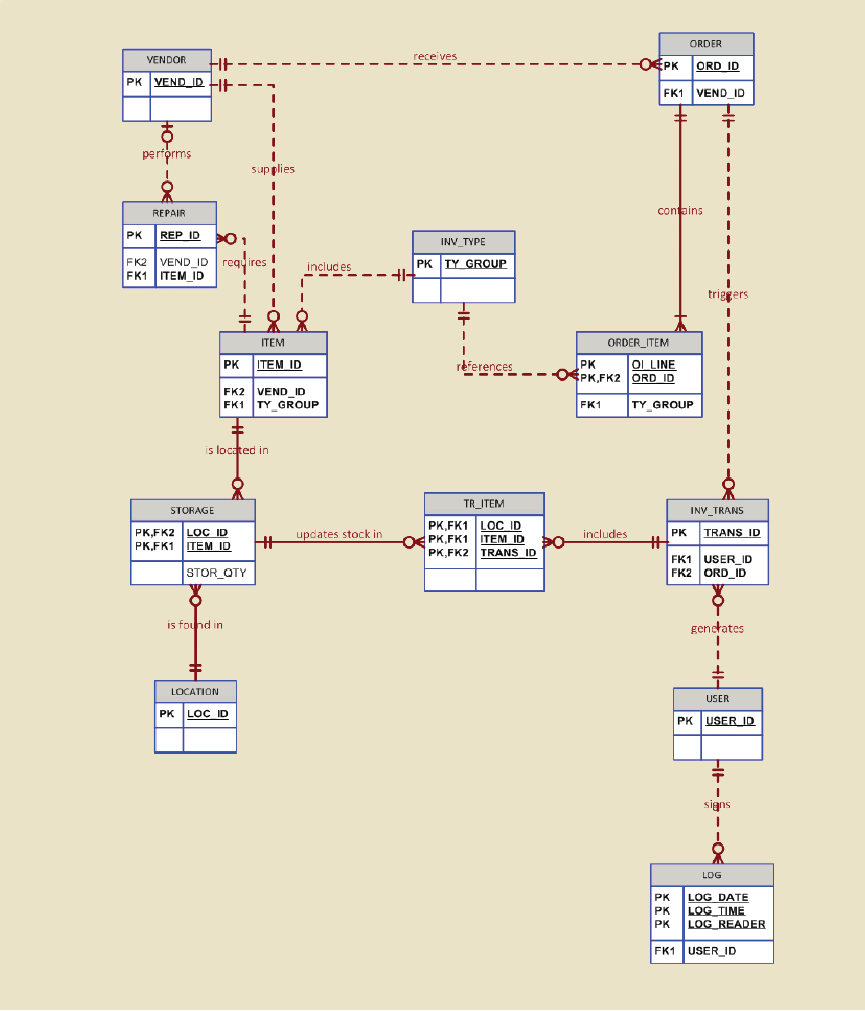 VENDOR
PK VEND_ID
receives
ORDER
PK ORD_ID
FK1 VEND_ID
performs
supplies
contains
triggers
REPAIR
PK REP_ID
FK2 VEND_ID
FK1 ITEM_ID
requires
includes
INV_TYPE
PK TY_GROUP
references
ITEM
PK ITEM_ID
FK2 VEND_ID
FK1 TY_GROUP
ORDER_ITEM
PK OI_LINE
PK,FK2 ORD_ID
FK1 TY_GROUP
is located in
STORAGE
PK,FK2 LOC_ID
PK,FK1 ITEM_ID
STOR_QTY
updates stock in
TR_ITEM
PK,FK1 LOC_ID
PK,FK1 ITEM_ID
PK,FK2 TRANS_ID
includes
INV_TRANS
PK TRANS_ID
FK1 USER_ID
FK2 ORD_ID
is found in
generates
LOCATION
PK LOC_ID
USER
PK USER_ID
signs
LOG
PK LOG_DATE
PK LOG_TIME
PK LOG_READER
FK1 USER_ID